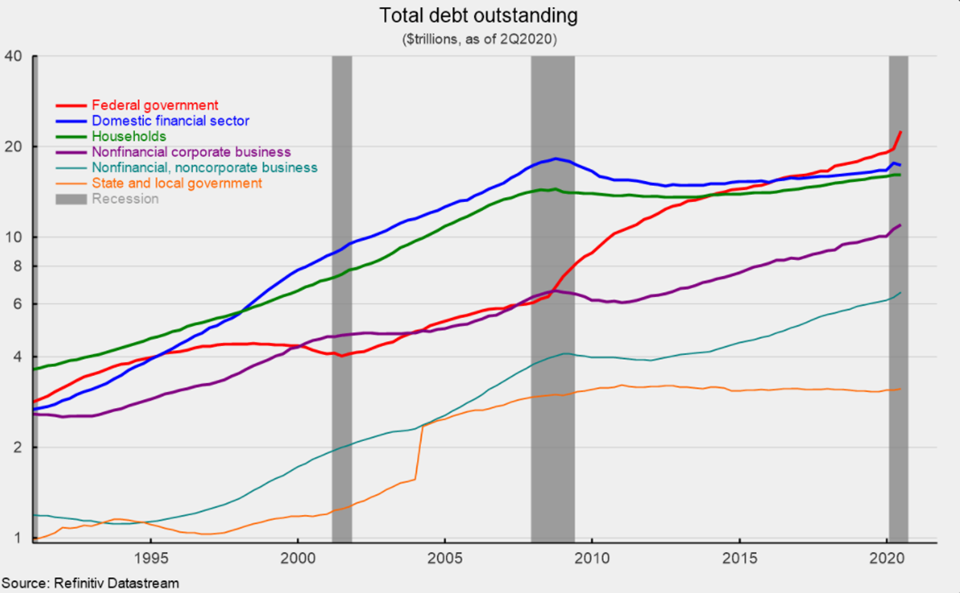 Total debt outstanding
($trillions, as of 2Q2020)
40
Federal government
Domestic financial sector
Households
Nonfinancial corporate business
Nonfinancial, noncorporate business
State and local government
Recession
20
10
8
6
4
2
1
1995 2000 2005 2010 2015 2020
Source: Refinitiv Datastream